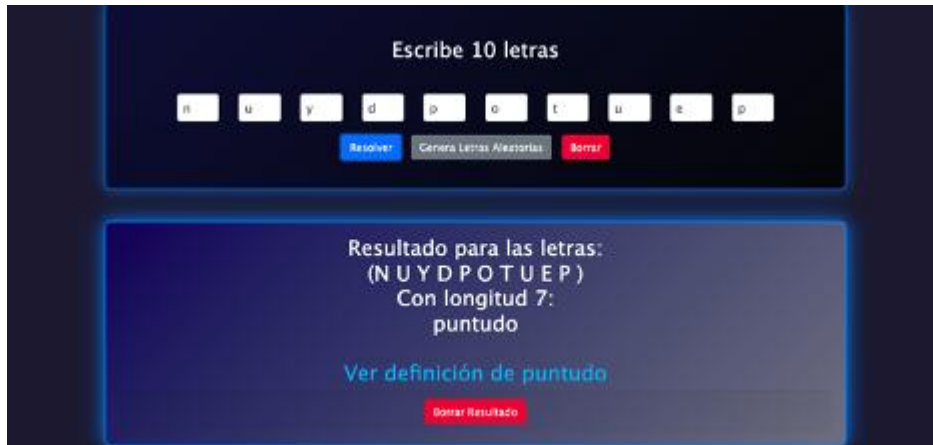 Escribe 10 letras
n u y d p o t u e p
Resolver Genera Letras Aleatorias Borrar
Resultado para las letras:
(N U Y D P O T U E P )
Con longitud 7:
puntudo
Ver definición de puntudo
Borrar Resultado